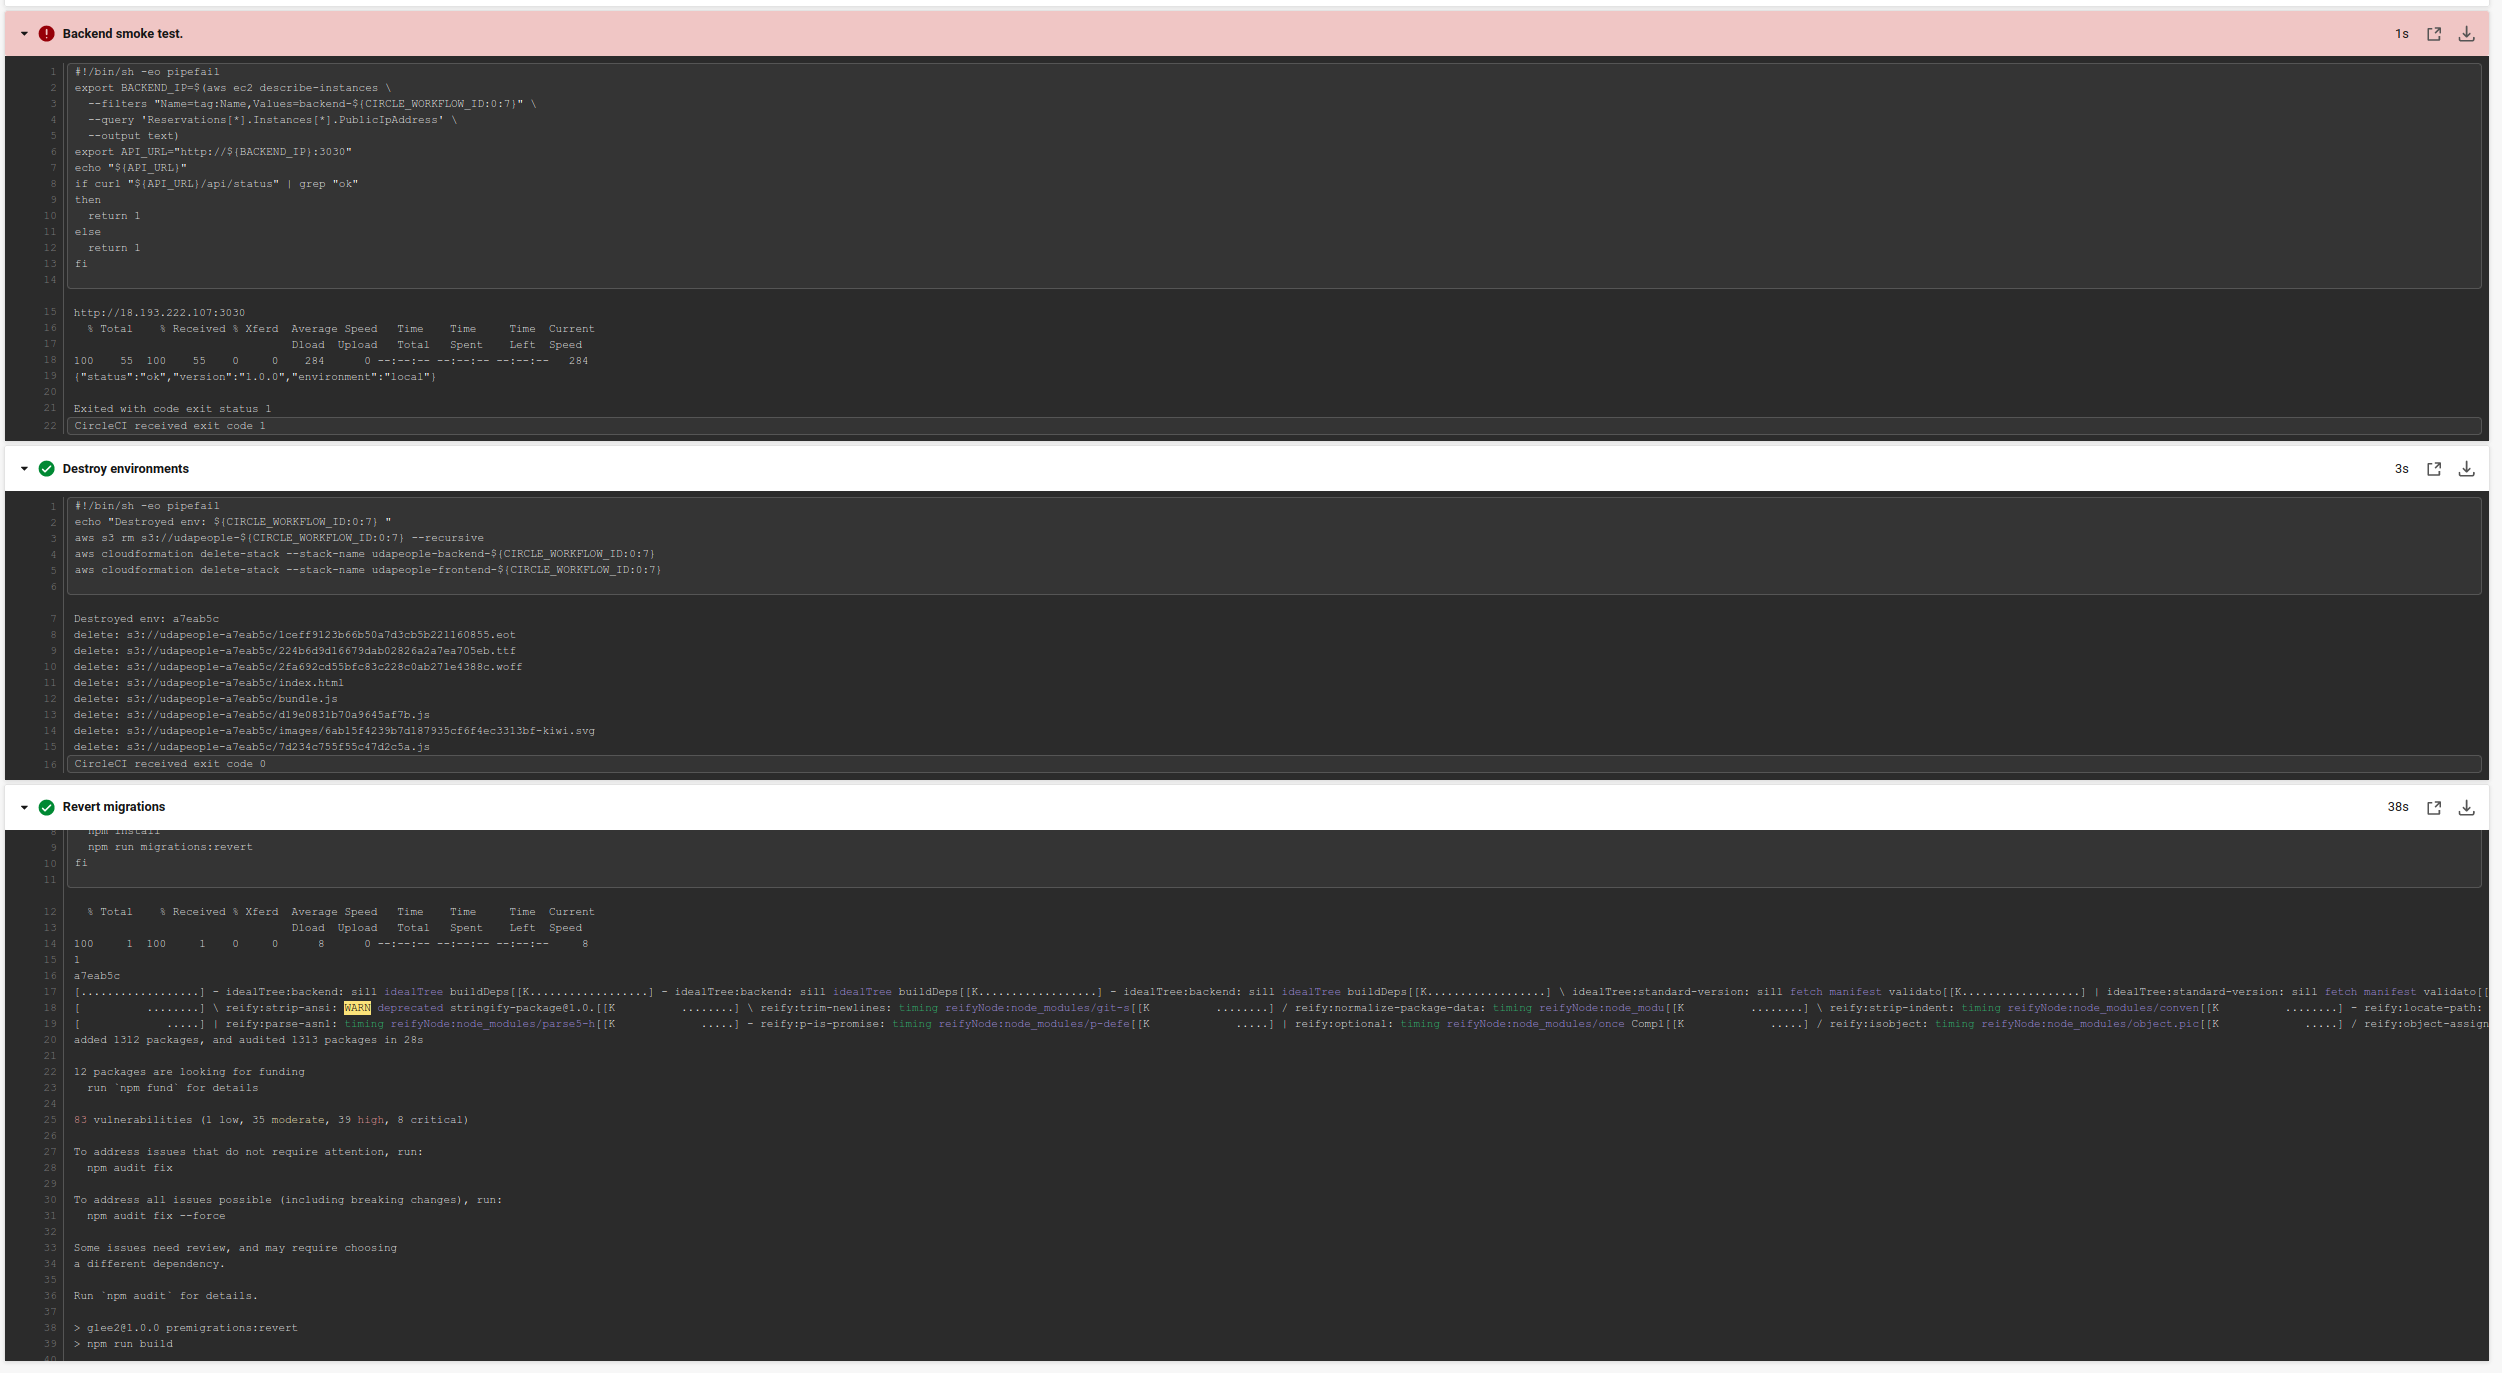 Backend smoke test.
1s
1 #!/bin/sh -eo pipefail
2 export BACKEND_IP=$(aws ec2 describe-instances \
3   --filters "Name=tag:Name,Values=backend-${CIRCLE_WORKFLOW_ID:0:7}" \
4   --query 'Reservations[*].Instances[*].PublicIpAddress' \
5   --output text)
6 export API_URL="http://${BACKEND_IP}:3030"
7 echo "${API_URL}"
8 if curl "${API_URL}/api/status" | grep "ok"
9 then
10   return 1
11 else
12   return 1
13 fi
14
15 http://18.193.222.107:3030
16   % Total    % Received % Xferd  Average Speed   Time    Time     Time  Current
17                                  Dload  Upload   Total   Spent    Left  Speed
18 100    55  100    55    0     0    284      0 --:--:-- --:--:-- --:--:--   284
19 {"status":"ok","version":"1.0.0","environment":"local"}
20
21 Exited with code exit status 1
22 CircleCI received exit code 1
Destroy environments
3s
1 #!/bin/sh -eo pipefail
2 echo "Destroyed env: ${CIRCLE_WORKFLOW_ID:0:7} "
3 aws s3 rm s3://udapeople-${CIRCLE_WORKFLOW_ID:0:7} --recursive
4 aws cloudformation delete-stack --stack-name udapeople-backend-${CIRCLE_WORKFLOW_ID:0:7}
5 aws cloudformation delete-stack --stack-name udapeople-frontend-${CIRCLE_WORKFLOW_ID:0:7}
6
7 Destroyed env: a7eab5c
8 delete: s3://udapeople-a7eab5c/1ceff9123b66b50a7d3cb5b221160855.eot
9 delete: s3://udapeople-a7eab5c/224b6d9d16679dab02826a2a7ea705eb.ttf
10 delete: s3://udapeople-a7eab5c/2fa692cd55bfc83c228c0ab271e4388c.woff
11 delete: s3://udapeople-a7eab5c/index.html
12 delete: s3://udapeople-a7eab5c/bundle.js
13 delete: s3://udapeople-a7eab5c/d19e0831b70a9645af7b.js
14 delete: s3://udapeople-a7eab5c/images/6ab15f4239b7d187935cf6f4ec3313bf-kiwi.svg
15 delete: s3://udapeople-a7eab5c/7d234c755f55c47d2c5a.js
16 CircleCI received exit code 0
Revert migrations
38s
8   npm install
9   npm run migrations:revert
10 fi
11
12   % Total    % Received % Xferd  Average Speed   Time    Time     Time  Current
13                                  Dload  Upload   Total   Spent    Left  Speed
14 100     1  100     1    0     0      8      0 --:--:-- --:--:-- --:--:--     8
15 1
16 a7eab5c
17 [..................] - idealTree:backend: sill idealTree buildDeps[[K..................] - idealTree:backend: sill idealTree buildDeps[[K..................] - idealTree:backend: sill idealTree buildDeps[[K..................] \ idealTree:standard-version: sill fetch manifest validato[[K..................] | idealTree:standard-version: sill fetch manifest validato[[
18 [          ........] \ reify:strip-ansi: WARN deprecated stringify-package@1.0.[[K          ........] \ reify:trim-newlines: timing reifyNode:node_modules/git-s[[K          ........] / reify:normalize-package-data: timing reifyNode:node_modu[[K          ........] \ reify:strip-indent: timing reifyNode:node_modules/conven[[K          ........] - reify:locate-path:
19 [             .....] | reify:parse-asn1: timing reifyNode:node_modules/parse5-h[[K             .....] - reify:p-is-promise: timing reifyNode:node_modules/p-defe[[K             .....] | reify:optional: timing reifyNode:node_modules/once Compl[[K             .....] / reify:isobject: timing reifyNode:node_modules/object.pic[[K             .....] / reify:object-assign
20 added 1312 packages, and audited 1313 packages in 28s
21
22 12 packages are looking for funding
23   run `npm fund` for details
24
25 83 vulnerabilities (1 low, 35 moderate, 39 high, 8 critical)
26
27 To address issues that do not require attention, run:
28   npm audit fix
29
30 To address all issues possible (including breaking changes), run:
31   npm audit fix --force
32
33 Some issues need review, and may require choosing
34 a different dependency.
35
36 Run `npm audit` for details.
37
38 > glee2@1.0.0 premigrations:revert
39 > npm run build
40